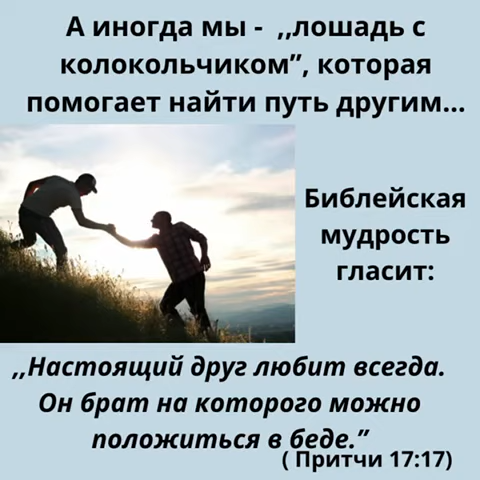 А иногда мы - ,,лошадь с
колокольчиком”, которая
помогает найти путь другим...
Библейская
мудрость
гласит:
,,Настоящий друг любит всегда.
Он брат на которого можно
положиться в беде.”
( Притчи 17:17)